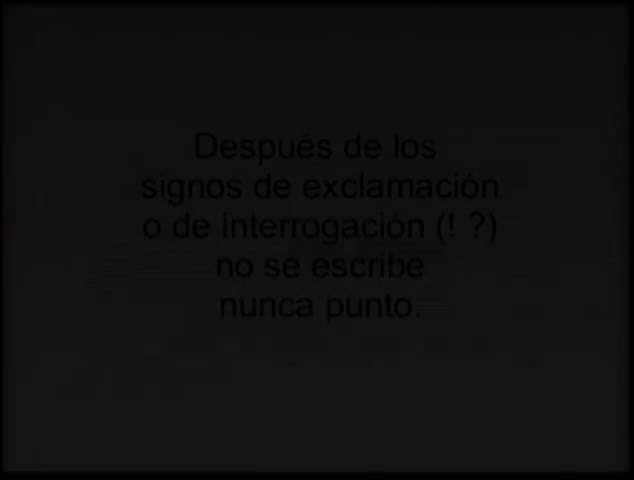 Después de los
signos de exclamación
o de interrogación (! ?)
no se escribe
nunca punto.